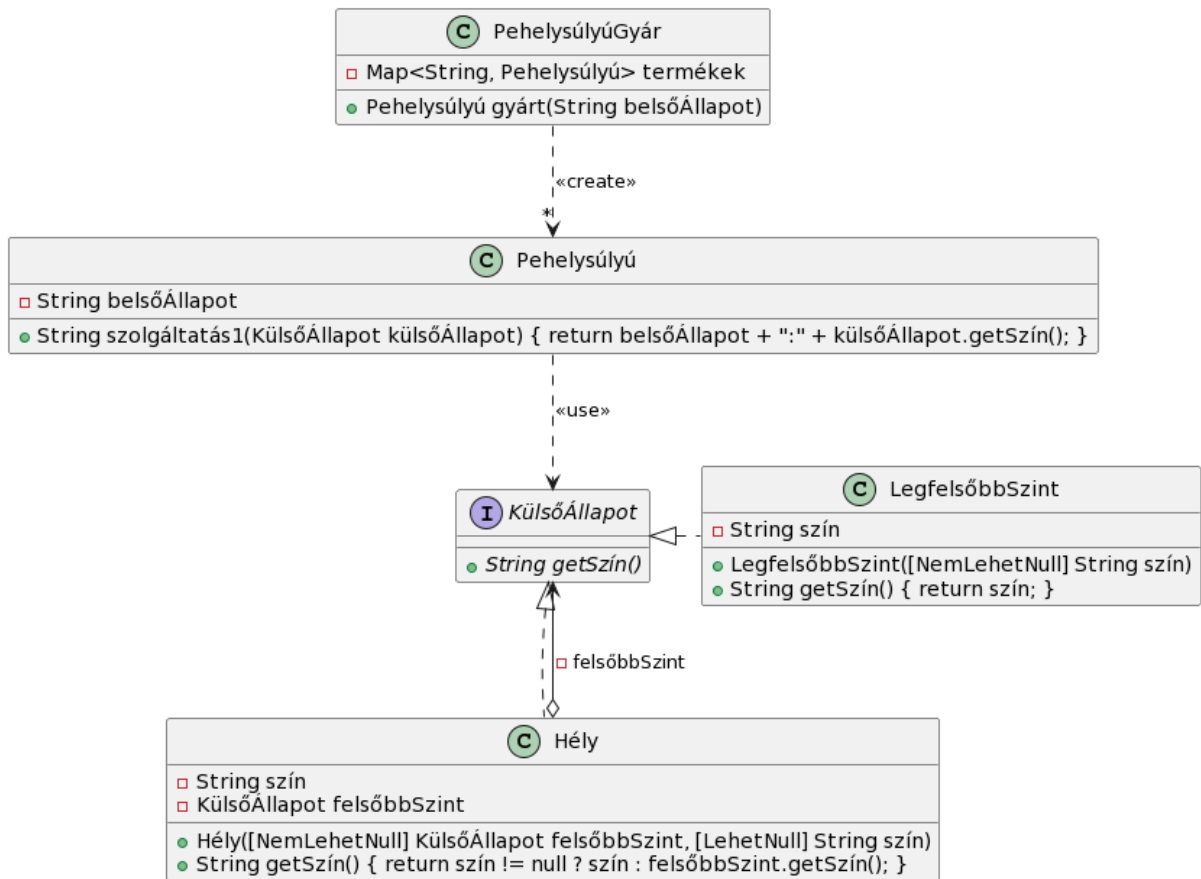 C PehelysúlyúGyár
Map<String, Pehelysúlyú> termékek
Pehelysúlyú gyárt(String belsőÁllapot)
«create»
*
C Pehelysúlyú
String belsőÁllapot
String szolgáltatás1(KülsőÁllapot külsőÁllapot) { return belsőÁllapot + ":" + külsőÁllapot.getSzín(); }
«use»
I KülsőÁllapot
String getSzín()
C LegfelsőbbSzint
String szín
LegfelsőbbSzint([NemLehetNull] String szín)
String getSzín() { return szín; }
felsőbbSzint
C Hély
String szín
KülsőÁllapot felsőbbSzint
Hély([NemLehetNull] KülsőÁllapot felsőbbSzint, [LehetNull] String szín)
String getSzín() { return szín != null ? szín : felsőbbSzint.getSzín(); }